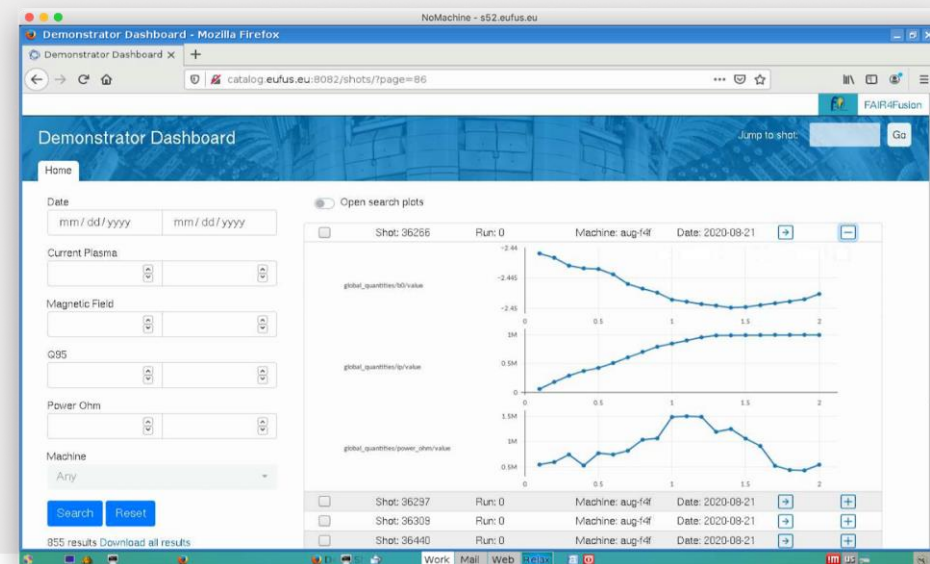 NoMachine - s52.eufus.eu
Demonstrator Dashboard - Mozilla Firefox
Demonstrator Dashboard
catalog.eufus.eu:8082/shots/?page=86
FAIR4Fusion
Demonstrator Dashboard
Jump to shot:
Go
Home
Date
mm/dd/yyyy
mm/dd/yyyy
Current Plasma
Magnetic Field
Q95
Power Ohm
Machine
Any
Search
Reset
855 results Download all results
Open search plots
Shot: 36266 Run: 0 Machine: aug-f4f Date: 2020-08-21
global_quantities/b0/value
-2.44
-2.445
-2.45
0 0.5 1 1.5 2
global_quantities/ip/value
1M
0.5M
0
0 0.5 1 1.5 2
global_quantities/power_ohm/value
1.5M
1M
0.5M
0 0.5 1 1.5 2
Shot: 36297 Run: 0 Machine: aug-f4f Date: 2020-08-21
Shot: 36309 Run: 0 Machine: aug-f4f Date: 2020-08-21
Shot: 36440 Run: 0 Machine: aug-f4f Date: 2020-08-21
Work Mail Web Relax
us